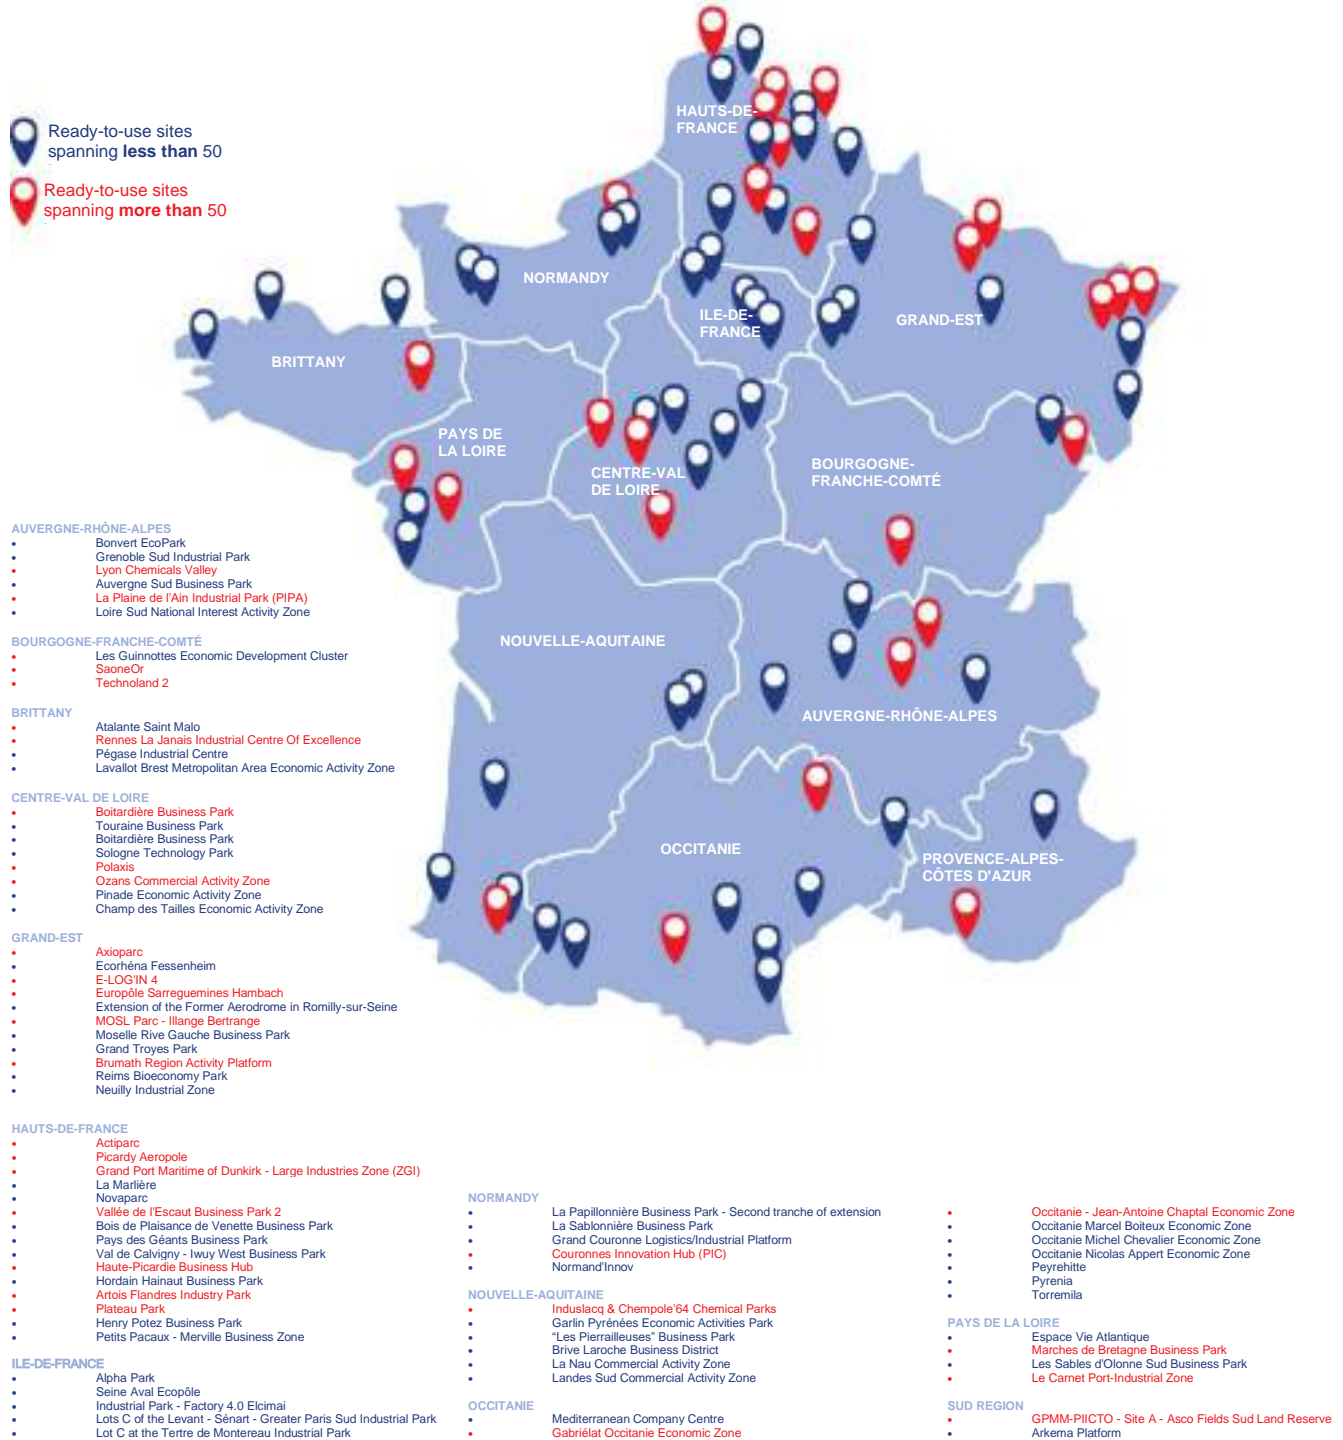 Ready-to-use sites
spanning less than 50
Ready-to-use sites
spanning more than 50
HAUTS-DE-
FRANCE
NORMANDY
ILE-DE-
FRANCE
GRAND-EST
BRITTANY
PAYS DE
LA LOIRE
CENTRE-VAL
DE LOIRE
BOURGOGNE-
FRANCHE-COMTÉ
NOUVELLE-AQUITAINE
AUVERGNE-RHÔNE-ALPES
OCCITANIE
PROVENCE-ALPES-
CÔTES D'AZUR
AUVERGNE-RHÔNE-ALPES
• Bonvert EcoPark
• Grenoble Sud Industrial Park
• Lyon Chemicals Valley
• Auvergne Sud Business Park
• La Plaine de l'Ain Industrial Park (PIPA)
• Loire Sud National Interest Activity Zone
BOURGOGNE-FRANCHE-COMTÉ
• Les Guinnottes Economic Development Cluster
• SaoneOr
• Technoland 2
BRITTANY
• Atalante Saint Malo
• Rennes La Janais Industrial Centre Of Excellence
• Pégase Industrial Centre
• Lavallot Brest Metropolitan Area Economic Activity Zone
CENTRE-VAL DE LOIRE
• Boitardière Business Park
• Touraine Business Park
• Boitardière Business Park
• Sologne Technology Park
• Polaxis
• Ozans Commercial Activity Zone
• Pinade Economic Activity Zone
• Champ des Tailles Economic Activity Zone
GRAND-EST
• Axioparc
• Ecorhéna Fessenheim
• E-LOG'IN 4
• Europôle Sarreguemines Hambach
• Extension of the Former Aerodrome in Romilly-sur-Seine
• MOSL Parc - Illange Bertrange
• Moselle Rive Gauche Business Park
• Grand Troyes Park
• Brumath Region Activity Platform
• Reims Bioeconomy Park
• Neuilly Industrial Zone
HAUTS-DE-FRANCE
• Actiparc
• Picardy Aeropole
• Grand Port Maritime of Dunkirk - Large Industries Zone (ZGI)
• La Marlière
• Novaparc
• Vallée de l'Escaut Business Park 2
• Bois de Plaisance de Venette Business Park
• Pays des Géants Business Park
• Val de Calvigny - Iwuy West Business Park
• Haute-Picardie Business Hub
• Hordain Hainaut Business Park
• Artois Flandres Industry Park
• Plateau Park
• Henry Potez Business Park
• Petits Pacaux - Merville Business Zone
ILE-DE-FRANCE
• Alpha Park
• Seine Aval Ecopôle
• Industrial Park - Factory 4.0 Elcimai
• Lots C of the Levant - Sénart - Greater Paris Sud Industrial Park
• Lot C at the Tertre de Montereau Industrial Park
NORMANDY
• La Papillonnière Business Park - Second tranche of extension
• La Sablonnière Business Park
• Grand Couronne Logistics/Industrial Platform
• Couronnes Innovation Hub (PIC)
• Normand'Innov
NOUVELLE-AQUITAINE
• Induslacq & Chempole'64 Chemical Parks
• Garlin Pyrénées Economic Activities Park
• “Les Pierrailleuses” Business Park
• Brive Laroche Business District
• La Nau Commercial Activity Zone
• Landes Sud Commercial Activity Zone
OCCITANIE
• Mediterranean Company Centre
• Gabriélat Occitanie Economic Zone
• Occitanie - Jean-Antoine Chaptal Economic Zone
• Occitanie Marcel Boiteux Economic Zone
• Occitanie Michel Chevalier Economic Zone
• Occitanie Nicolas Appert Economic Zone
• Peyrehitte
• Pyrenia
• Torremila
PAYS DE LA LOIRE
• Espace Vie Atlantique
• Marches de Bretagne Business Park
• Les Sables d'Olonne Sud Business Park
• Le Carnet Port-Industrial Zone
SUD REGION
• GPMM-PIICTO - Site A - Asco Fields Sud Land Reserve
• Arkema Platform